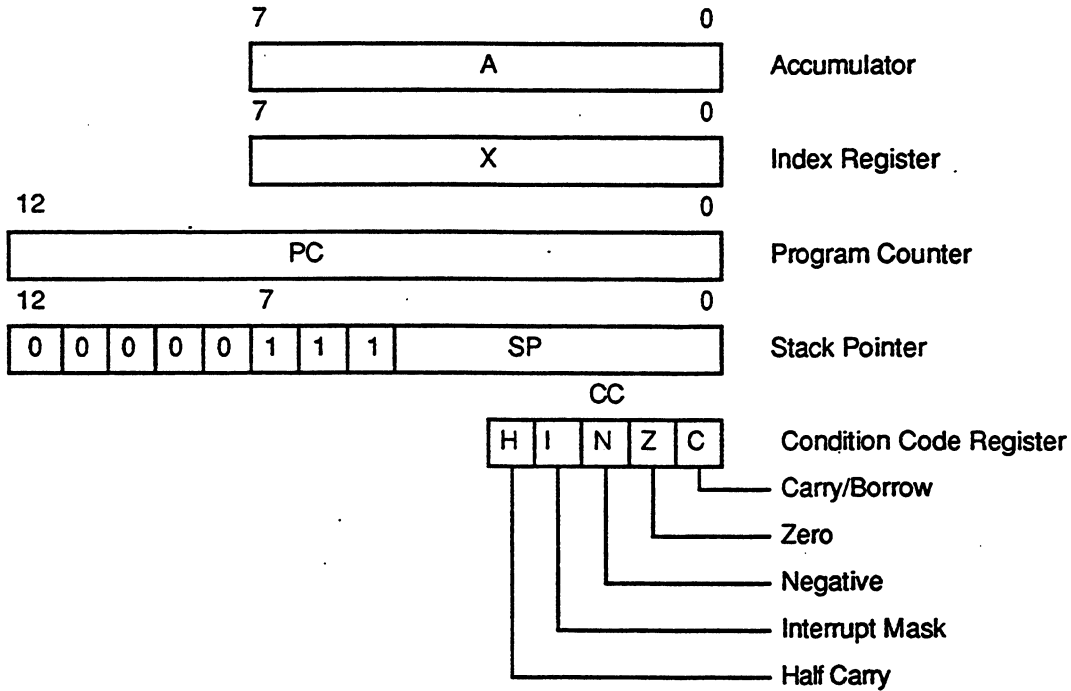 7 0
A Accumulator
7 0
X Index Register
12 0
PC Program Counter
12 7 0
0 0 0 0 0 1 1 1 SP Stack Pointer
CC
H I N Z C Condition Code Register
Carry/Borrow
Zero
Negative
Interrupt Mask
Half Carry